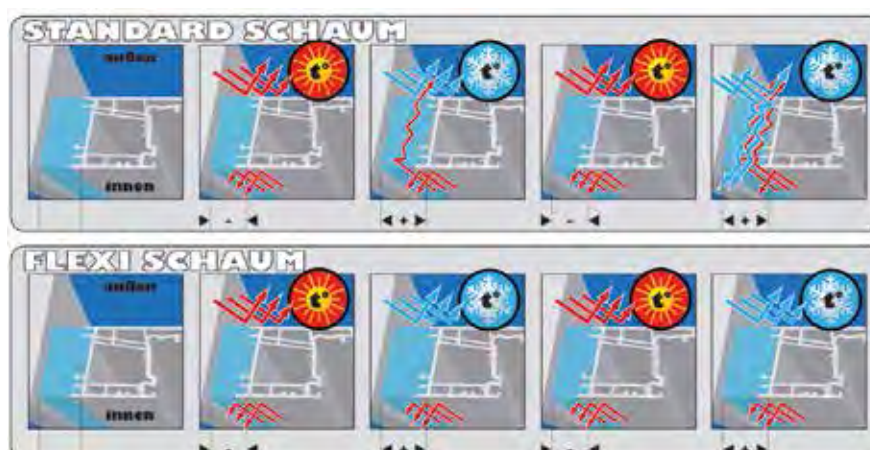 STANDARD SCHAUM
außen
t° t° t° t°
innen
- + - +
FLEXI SCHAUM
außen
t° t° t° t°
innen
- + - +